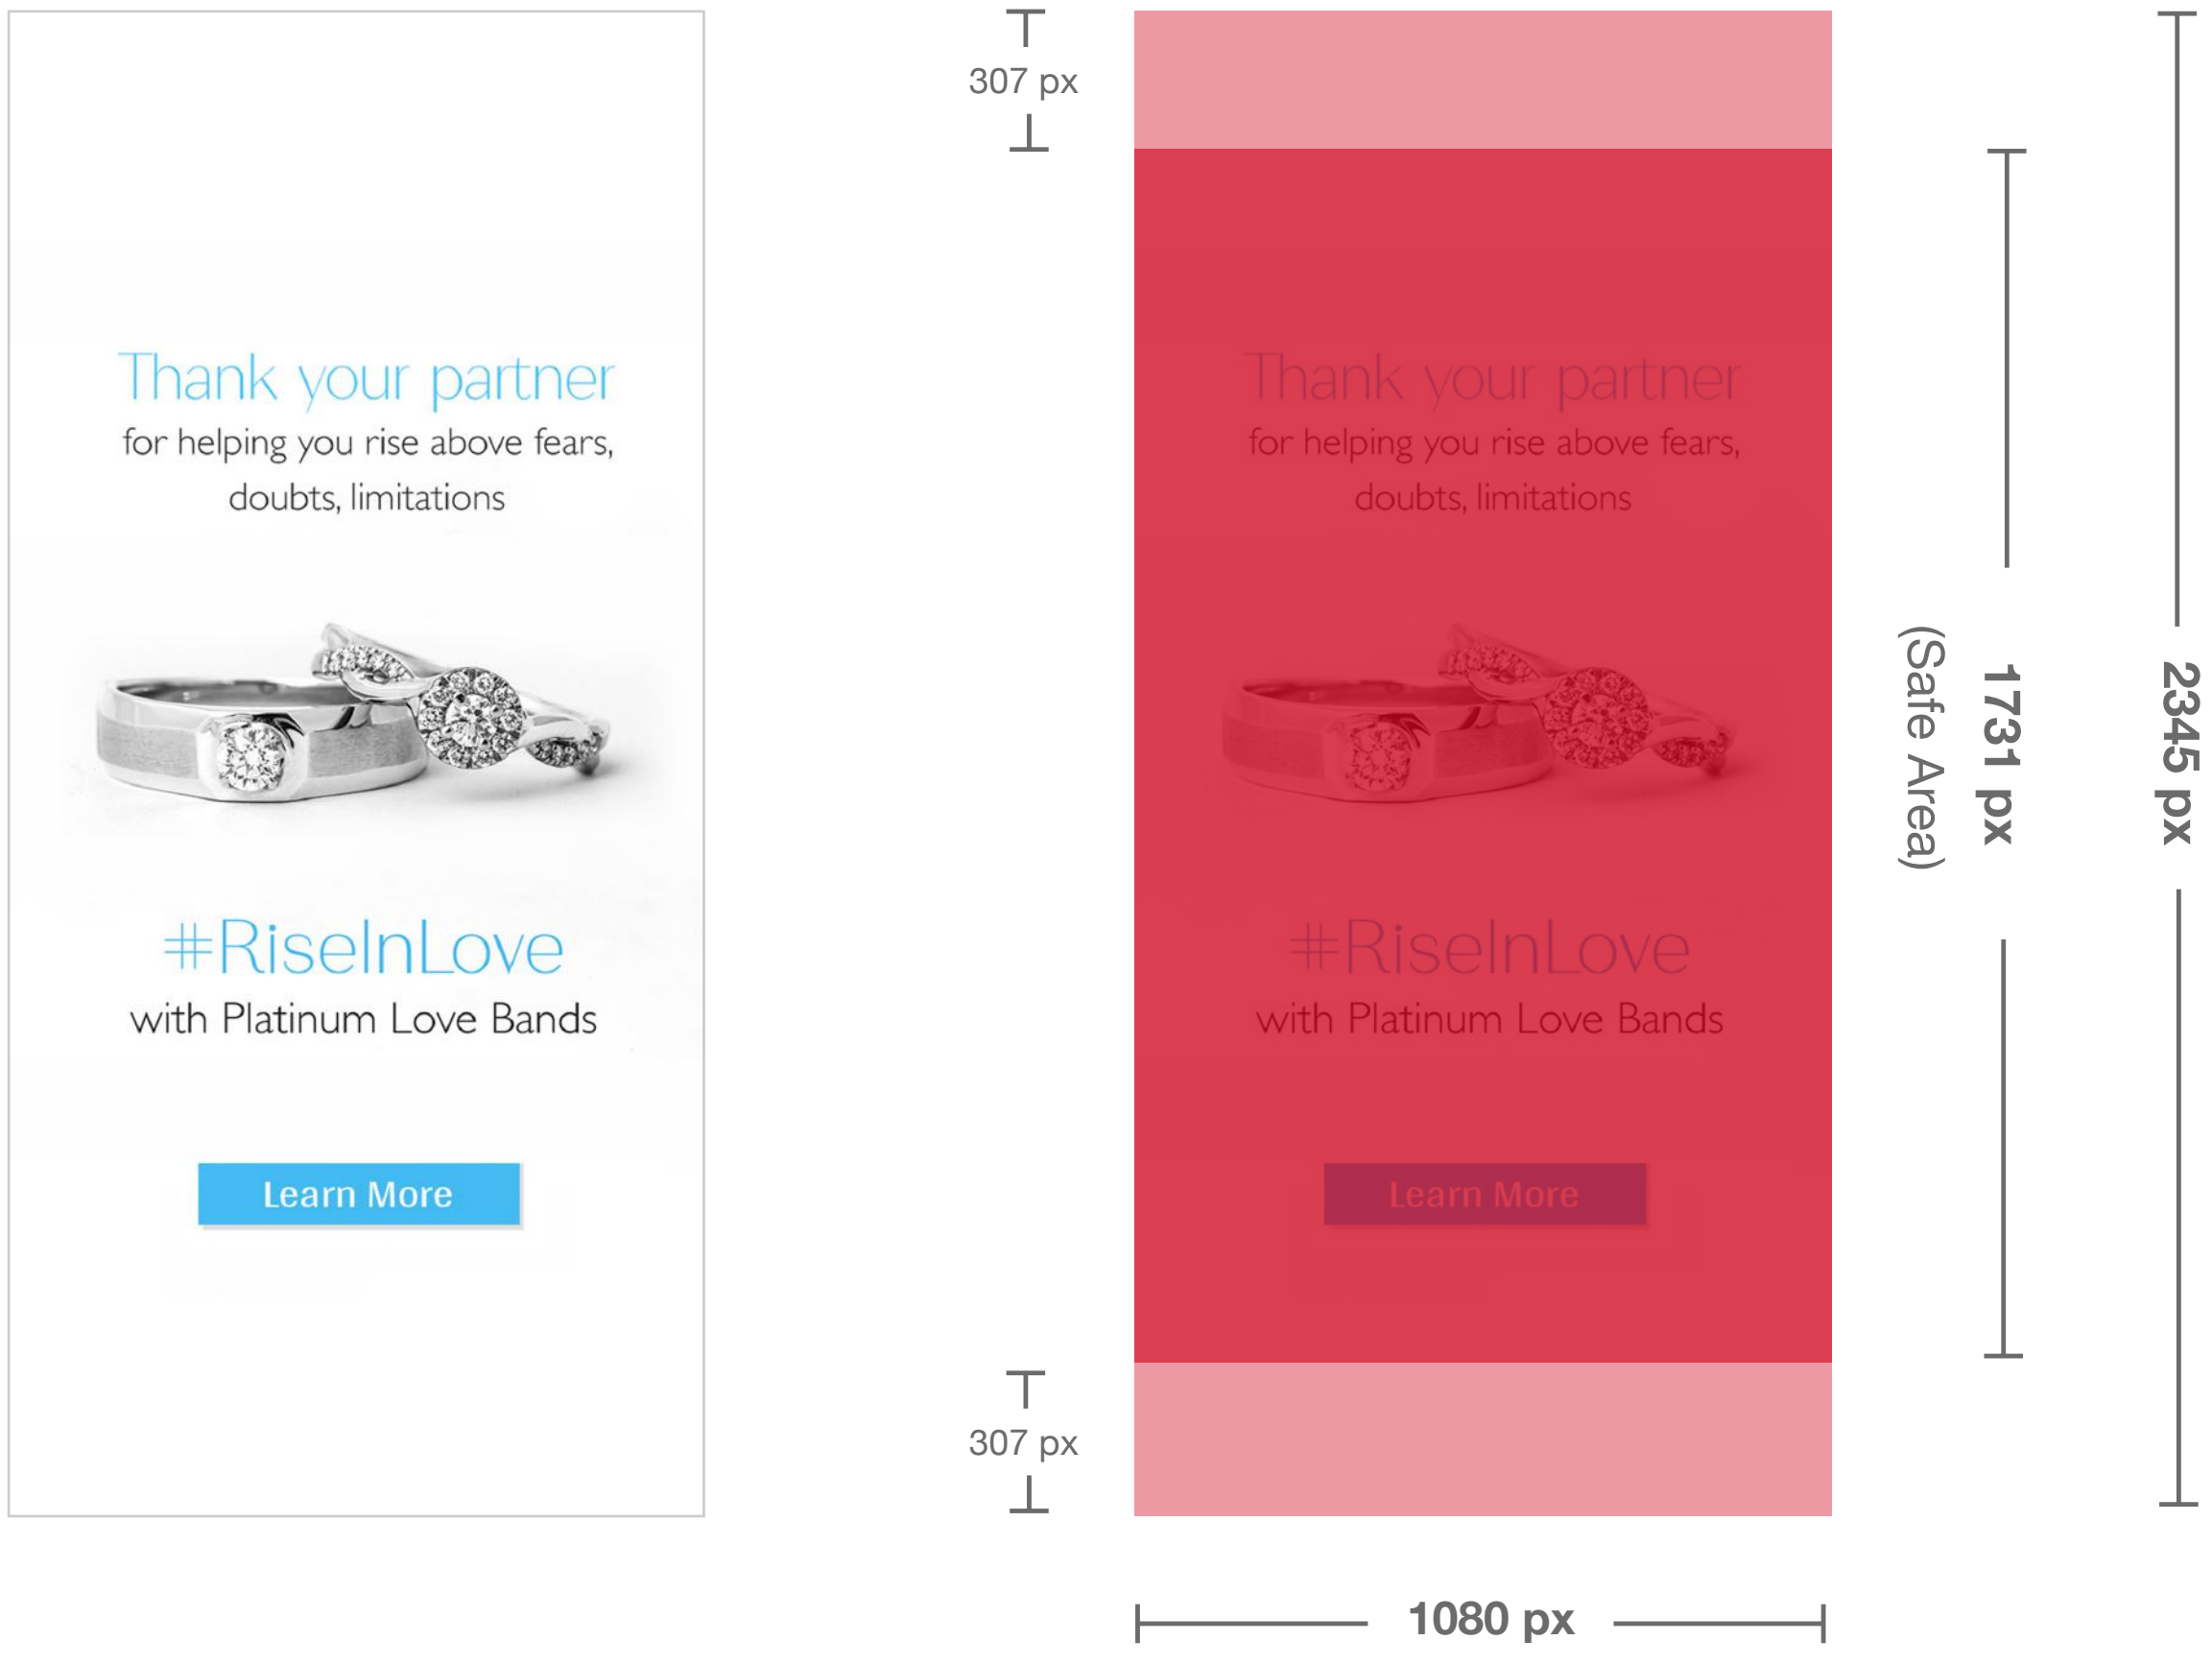 Thank your partner
for helping you rise above fears,
doubts, limitations
#RiseInLove
with Platinum Love Bands
Learn More
307 px
307 px
Thank your partner
for helping you rise above fears,
doubts, limitations
#RiseInLove
with Platinum Love Bands
Learn More
1080 px
(Safe Area)
1731 px
2345 px